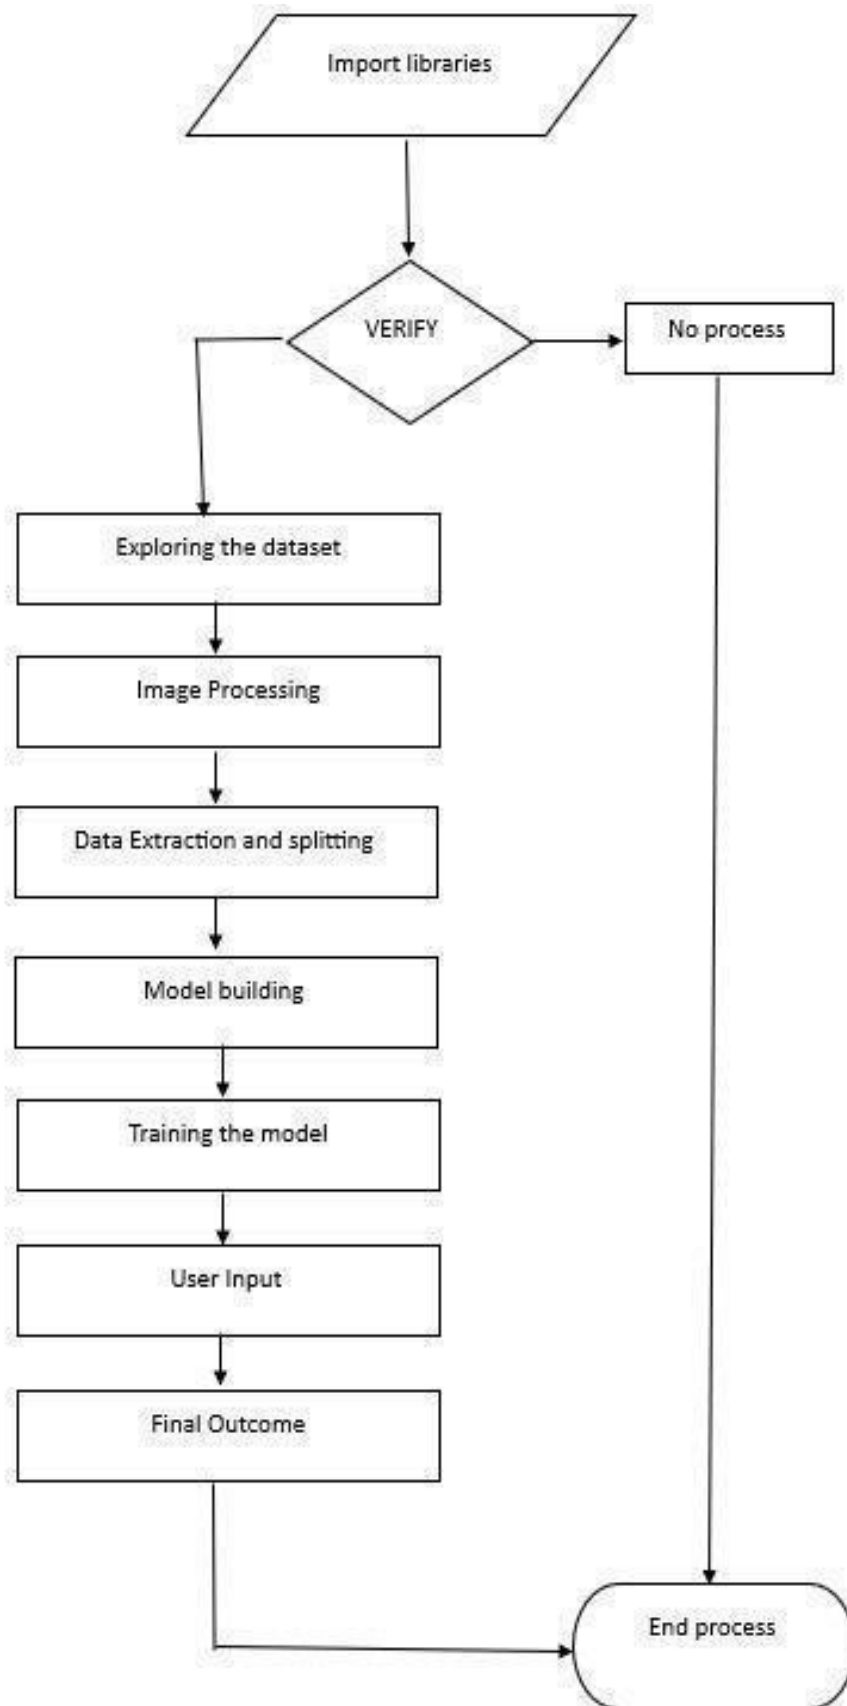 Import libraries
VERIFY
No process
Exploring the dataset
Image Processing
Data Extraction and splitting
Model building
Training the model
User Input
Final Outcome
End process